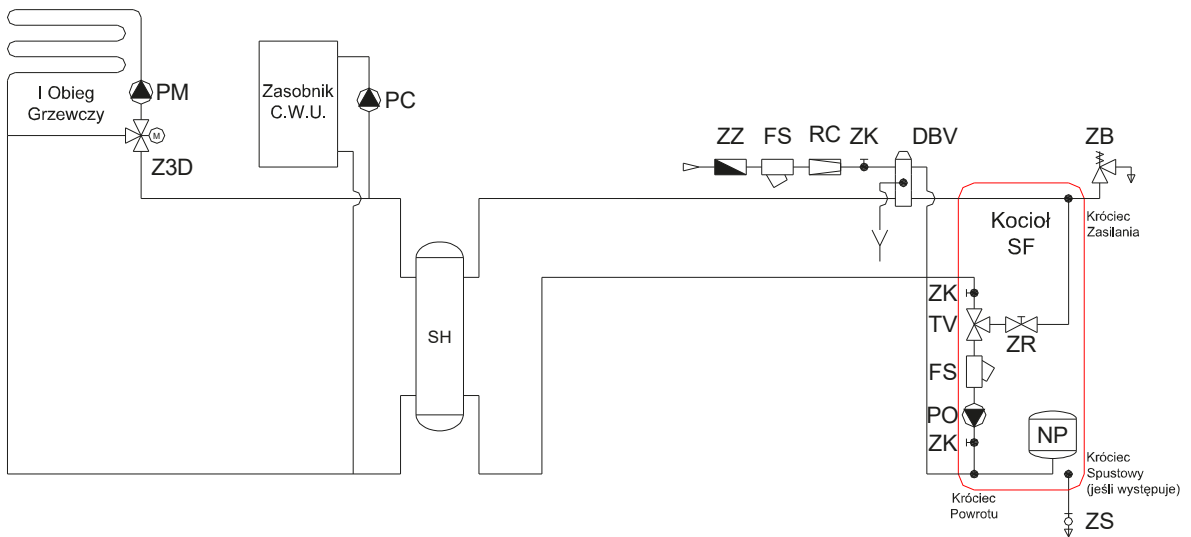 I Obieg
Grzewczy
PM
M
Z3D
Zasobnik
C.W.U.
PC
ZZ
FS
RC
ZK
DBV
ZB
Kocioł
SF
Króciec
Zasilania
SH
ZK
TV
ZR
FS
PO
ZK
NP
Króciec
Spustowy
(jeśli występuje)
Króciec
Powrotu
ZS